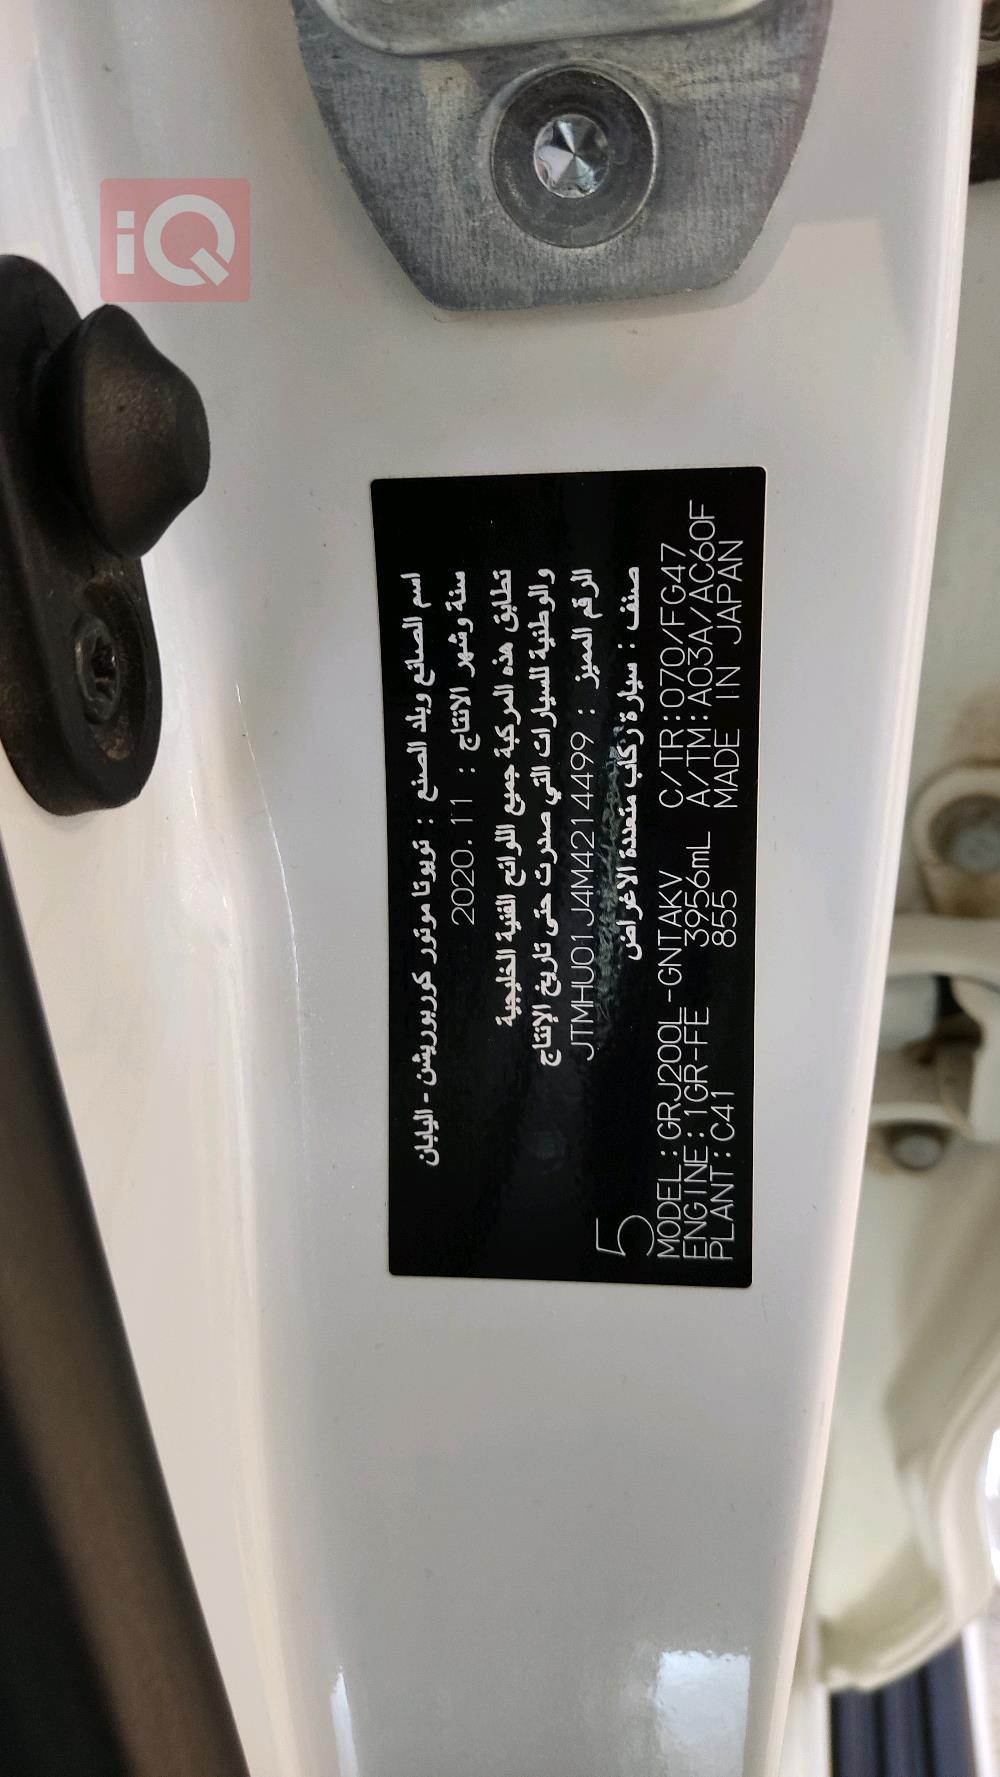 iQ
اسم الصانع وبلد الصنع : تويوتا موتور كوربوريشن - اليابان
سنة وشهر الانتاج : 2020.11
تطابق هذه المركبة جميع اللوائح الفنية الخليجية
والوطنية للسيارات التي صدرت حتى تاريخ الإنتاج
الرقم المميز : JTMHU01J4M4214499
صنف : سيارة ركاب متعددة الاغراض
5
MODEL:GRJ200L-GNTAKV C/TR:070/FG47
ENGINE:1GR-FE 3956mL A/TM:A03A/AC60F
PLANT:C41 855 MADE IN JAPAN